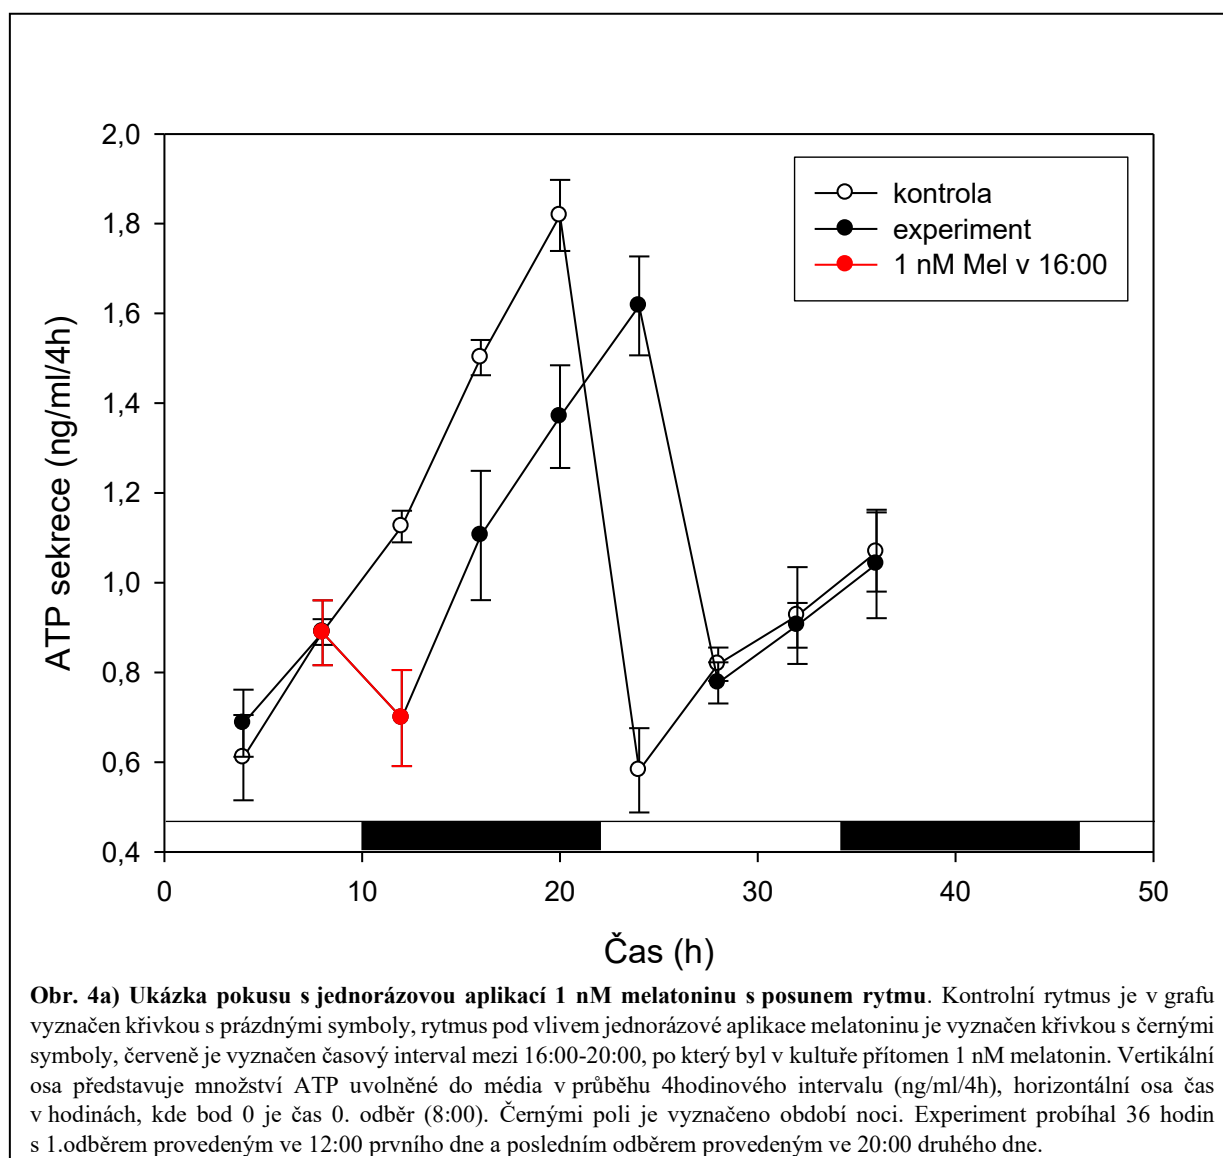 2,0
1,8
1,6
1,4
1,2
1,0
0,8
0,6
0,4
ATP sekrece (ng/ml/4h)
kontrola
experiment
1 nM Mel v 16:00
0
10
20
30
40
50
Čas (h)
Obr. 4a) Ukázka pokusu s jednorázovou aplikací 1 nM melatoninu s posunem rytmu. Kontrolní rytmus je v grafu
vyznačen křivkou s prázdnými symboly, rytmus pod vlivem jednorázové aplikace melatoninu je vyznačen křivkou s černými
symboly, červeně je vyznačen časový interval mezi 16:00-20:00, po který byl v kultuře přítomen 1 nM melatonin. Vertikální
osa představuje množství ATP uvolněné do média v průběhu 4hodinového intervalu (ng/ml/4h), horizontální osa čas
v hodinách, kde bod 0 je čas 0. odběr (8:00). Černými poli je vyznačeno období noci. Experiment probíhal 36 hodin
s 1.odběrem provedeným ve 12:00 prvního dne a posledním odběrem provedeným ve 20:00 druhého dne.